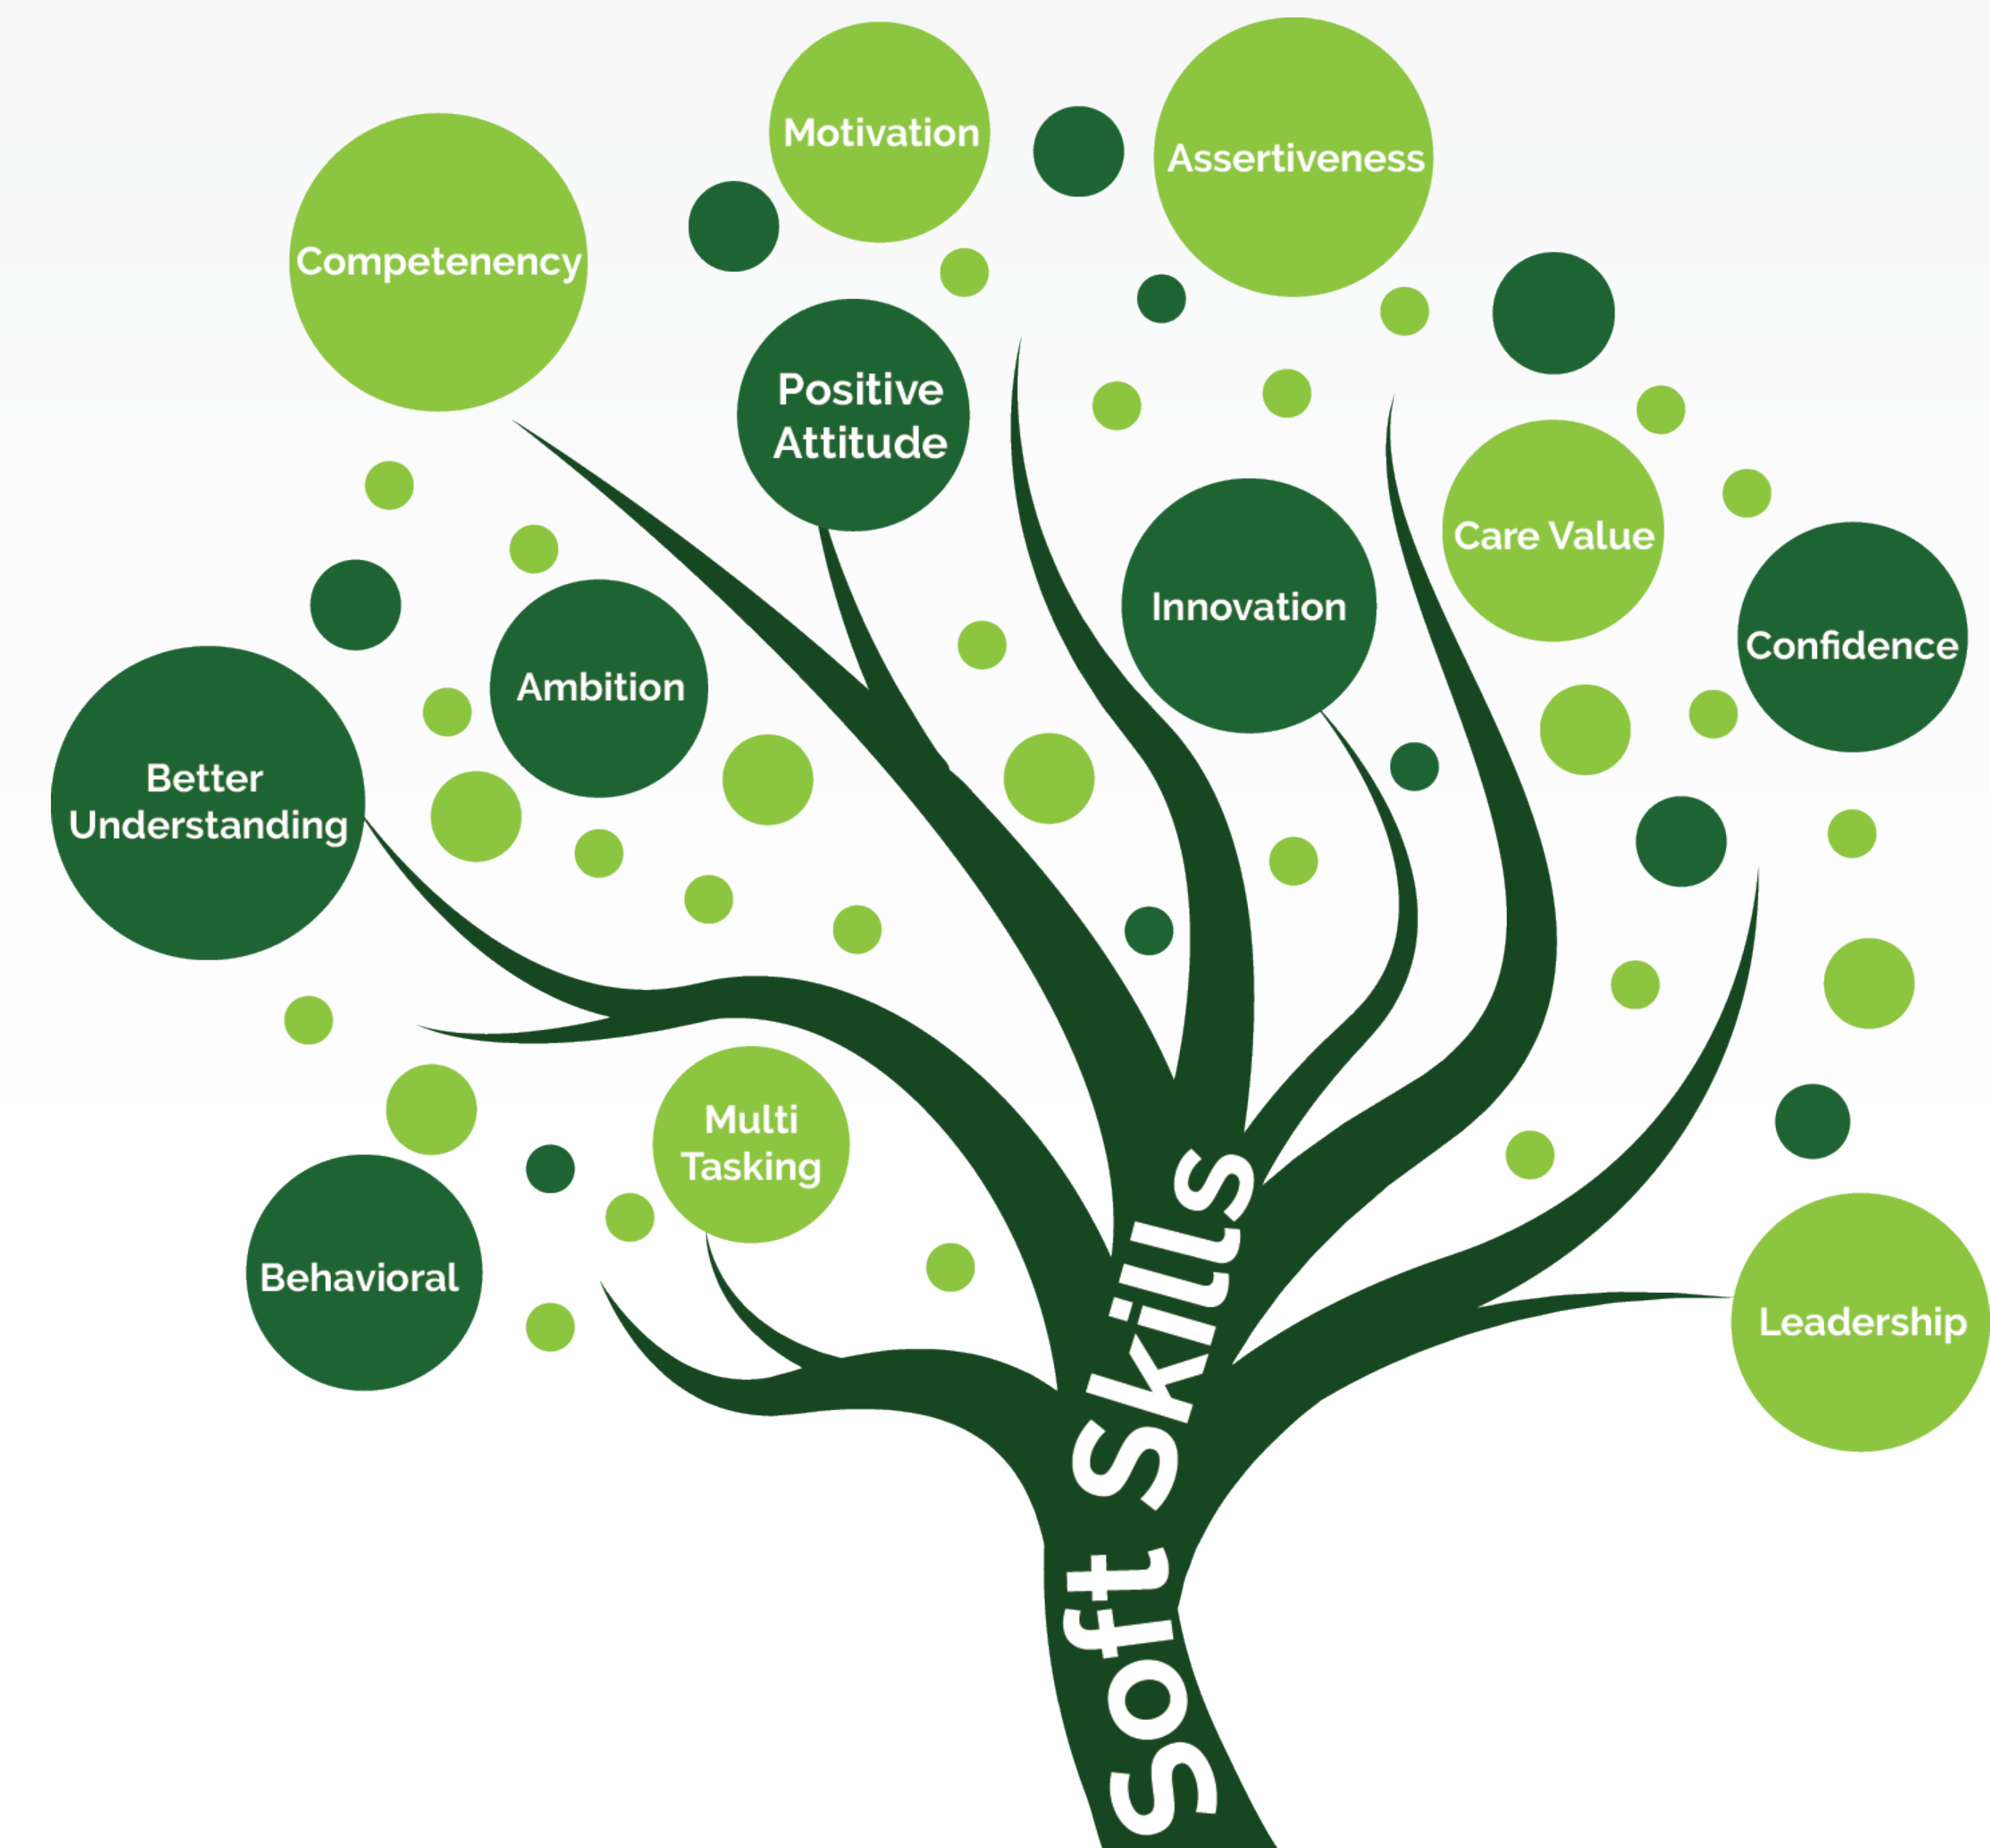 Motivation
Assertiveness
Competenency
Positive
Attitude
Care Value
Innovation
Confidence
Ambition
Better
Understanding
Multi
Tasking
Behavioral
Leadership
Soft Skills